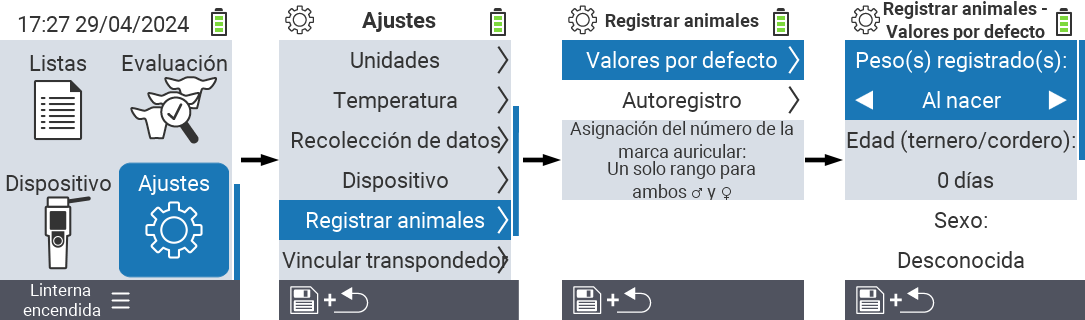 17:27 29/04/2024
Listas
Evaluación
Dispositivo
Ajustes
Linterna
encendida
Ajustes
Unidades
Temperatura
Recolección de datos
Dispositivo
Registrar animales
Vincular transpondedor
+
Registrar animales
Valores por defecto
Autoregistro
Asignación del número de la
marca auricular:
Un solo rango para
ambos ♂ y ♀
+
Registrar animales -
Valores por defecto
Peso(s) registrado(s):
Al nacer
Edad (ternero/cordero):
0 días
Sexo:
Desconocida
+